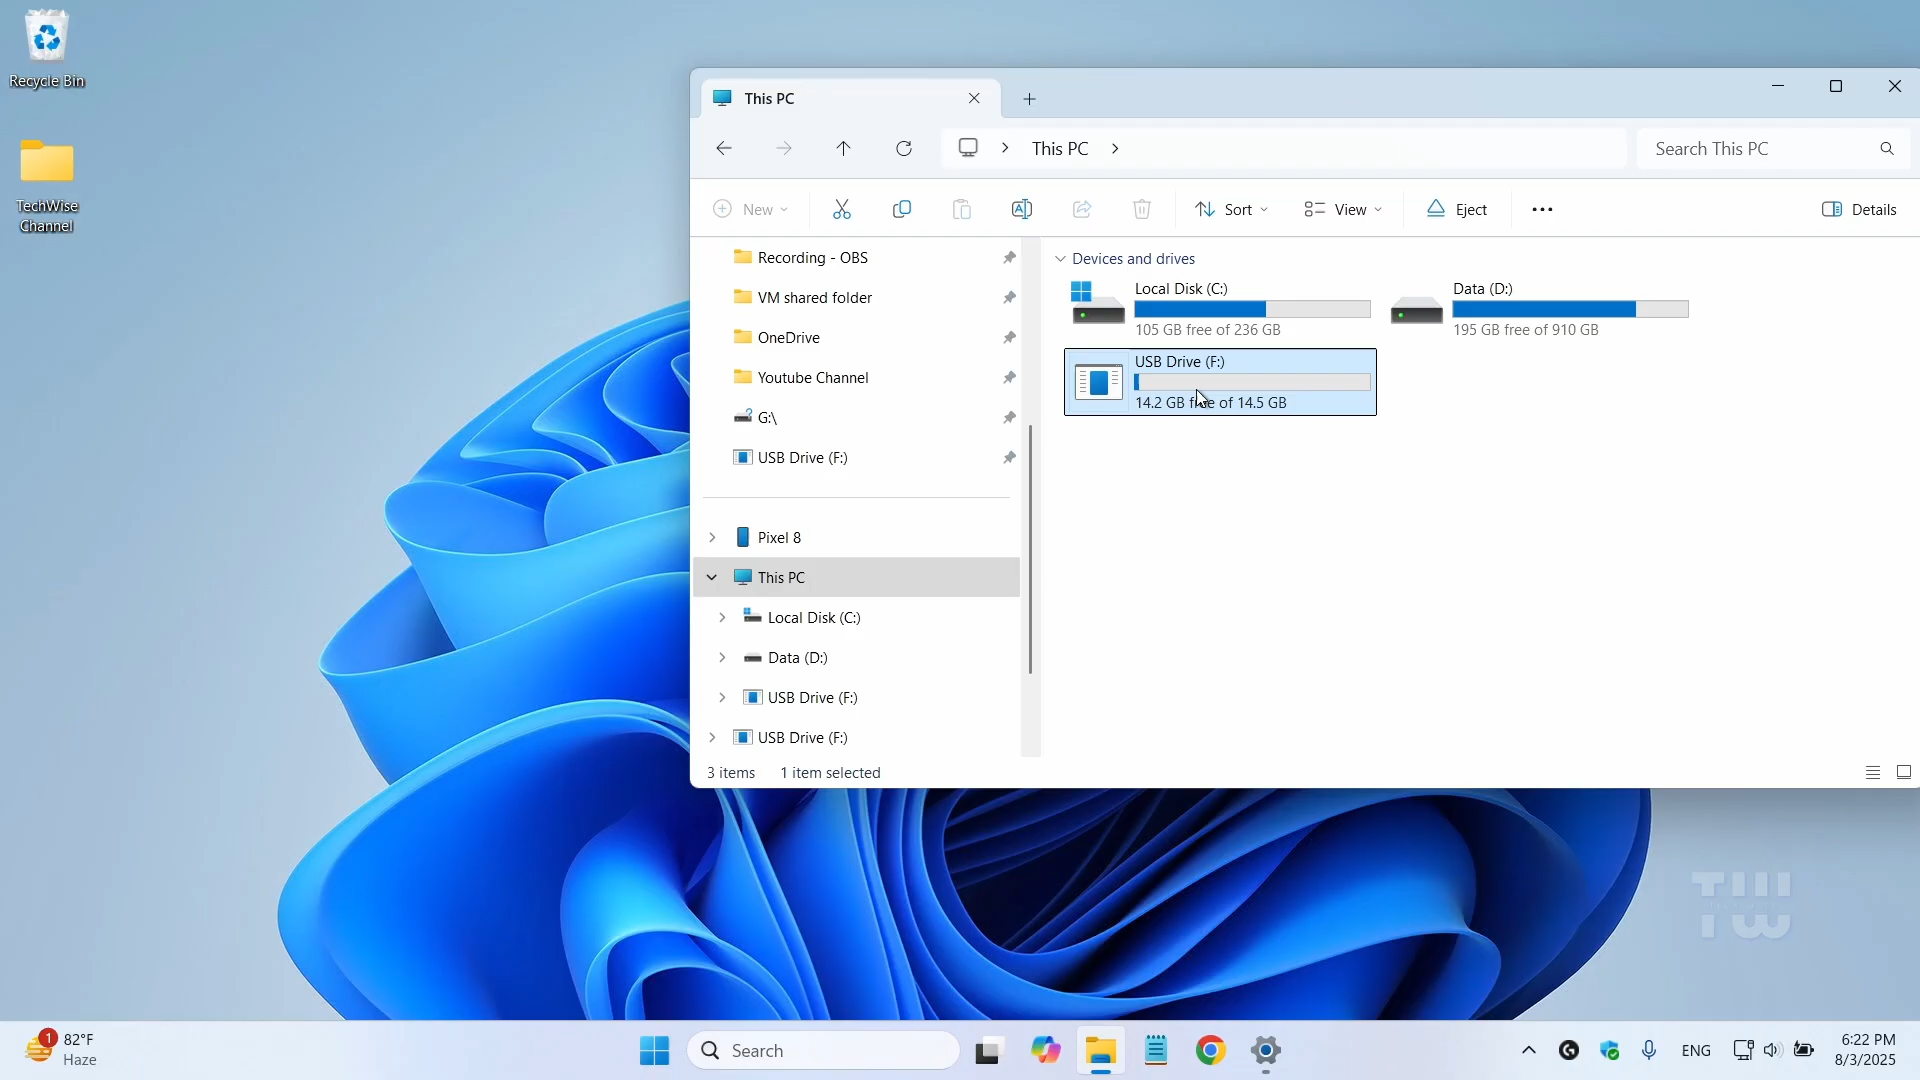 Recycle Bin
TechWise
Channel
This PC
This PC
Search This PC
New
Sort
View
Eject
Details
Recording - OBS
VM shared folder
OneDrive
Youtube Channel
G:\
USB Drive (F:)
Pixel 8
This PC
Local Disk (C:)
Data (D:)
USB Drive (F:)
USB Drive (F:)
Devices and drives
Local Disk (C:)
105 GB free of 236 GB
Data (D:)
195 GB free of 910 GB
USB Drive (F:)
14.2 GB free of 14.5 GB
3 items 1 item selected
TW
1
82°F
Haze
Search
ENG
6:22 PM
8/3/2025